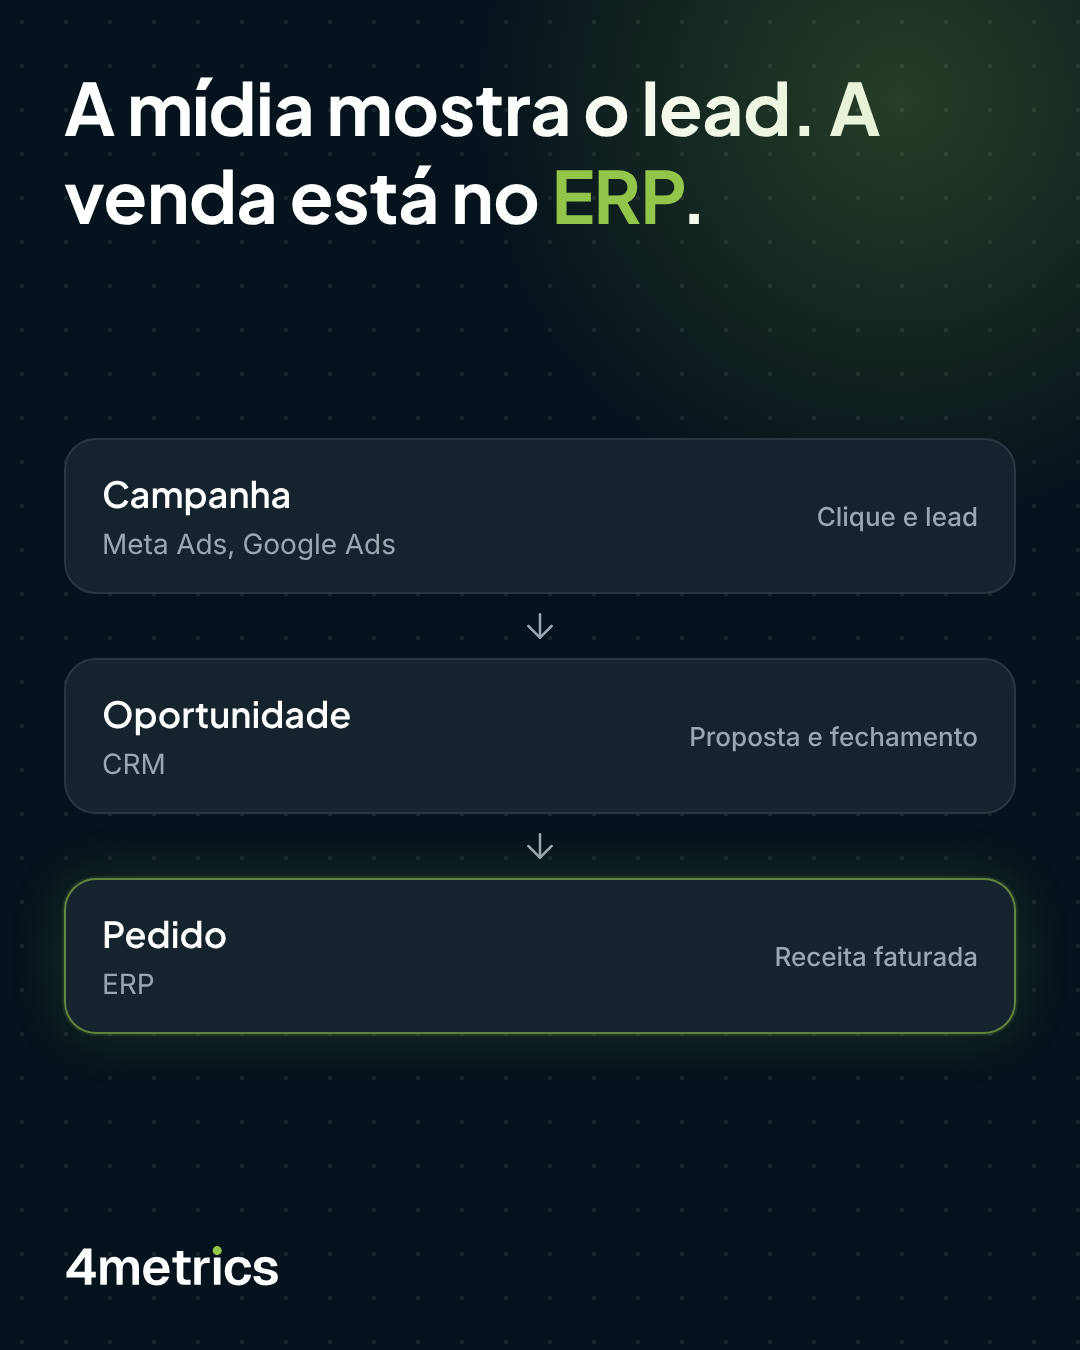 A mídia mostra o lead. A
venda está no ERP.
Campanha
Meta Ads, Google Ads
Clique e lead
Oportunidade
CRM
Proposta e fechamento
Pedido
ERP
Receita faturada
4metrics